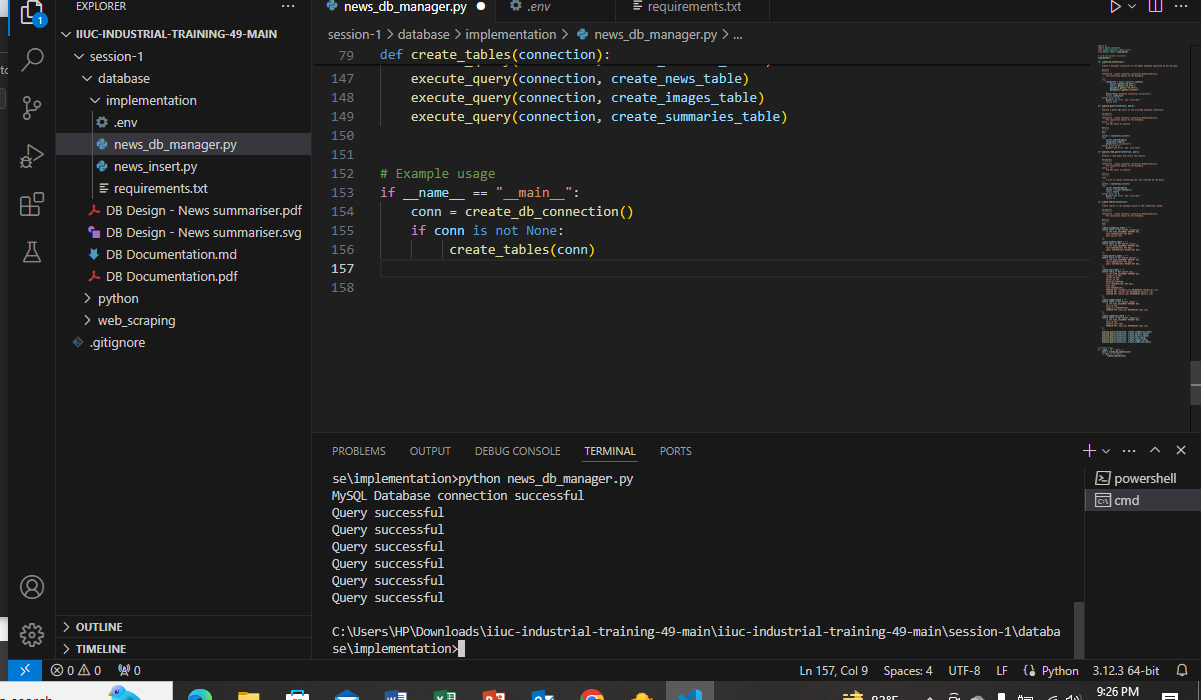 EXPLORER
IIUC-INDUSTRIAL-TRAINING-49-MAIN
session-1
database
implementation
.env
news_db_manager.py
news_insert.py
requirements.txt
DB Design - News summariser.pdf
DB Design - News summariser.svg
DB Documentation.md
DB Documentation.pdf
python
web_scraping
.gitignore
OUTLINE
TIMELINE
news_db_manager.py .env requirements.txt
session-1 > database > implementation > news_db_manager.py > ...
79 def create_tables(connection):
147 execute_query(connection, create_news_table)
148 execute_query(connection, create_images_table)
149 execute_query(connection, create_summaries_table)
150
151
152 # Example usage
153 if __name__ == "__main__":
154 conn = create_db_connection()
155 if conn is not None:
156 create_tables(conn)
157
158
PROBLEMS OUTPUT DEBUG CONSOLE TERMINAL PORTS
se\implementation>python news_db_manager.py
MySQL Database connection successful
Query successful
Query successful
Query successful
Query successful
Query successful
Query successful
C:\Users\HP\Downloads\iiuc-industrial-training-49-main\iiuc-industrial-training-49-main\session-1\databa
se\implementation>
powershell
cmd
0 0 0 Ln 157, Col 9 Spaces: 4 UTF-8 LF Python 3.12.3 64-bit
search
9:26 PM